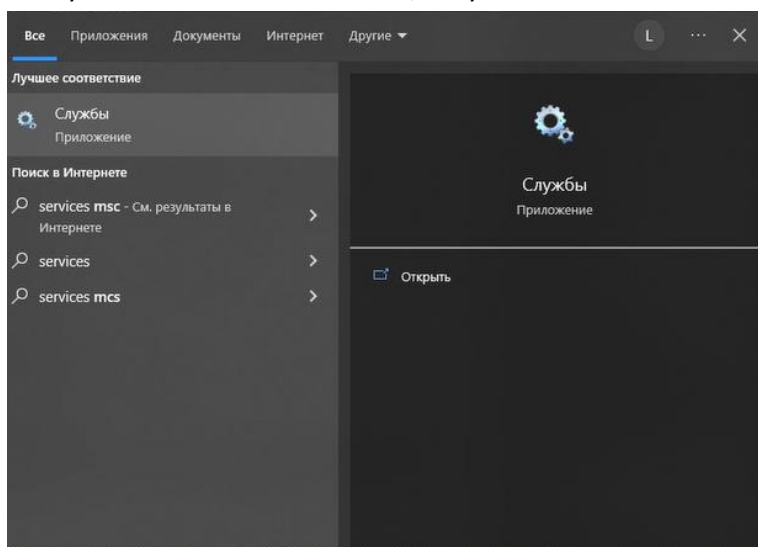 Все Приложения Документы Интернет Другие L ...
Лучшее соответствие
Службы
Приложение
Поиск в Интернете
services msc - См. результаты в
Интернете
services
services mcs
Службы
Приложение
Открыть